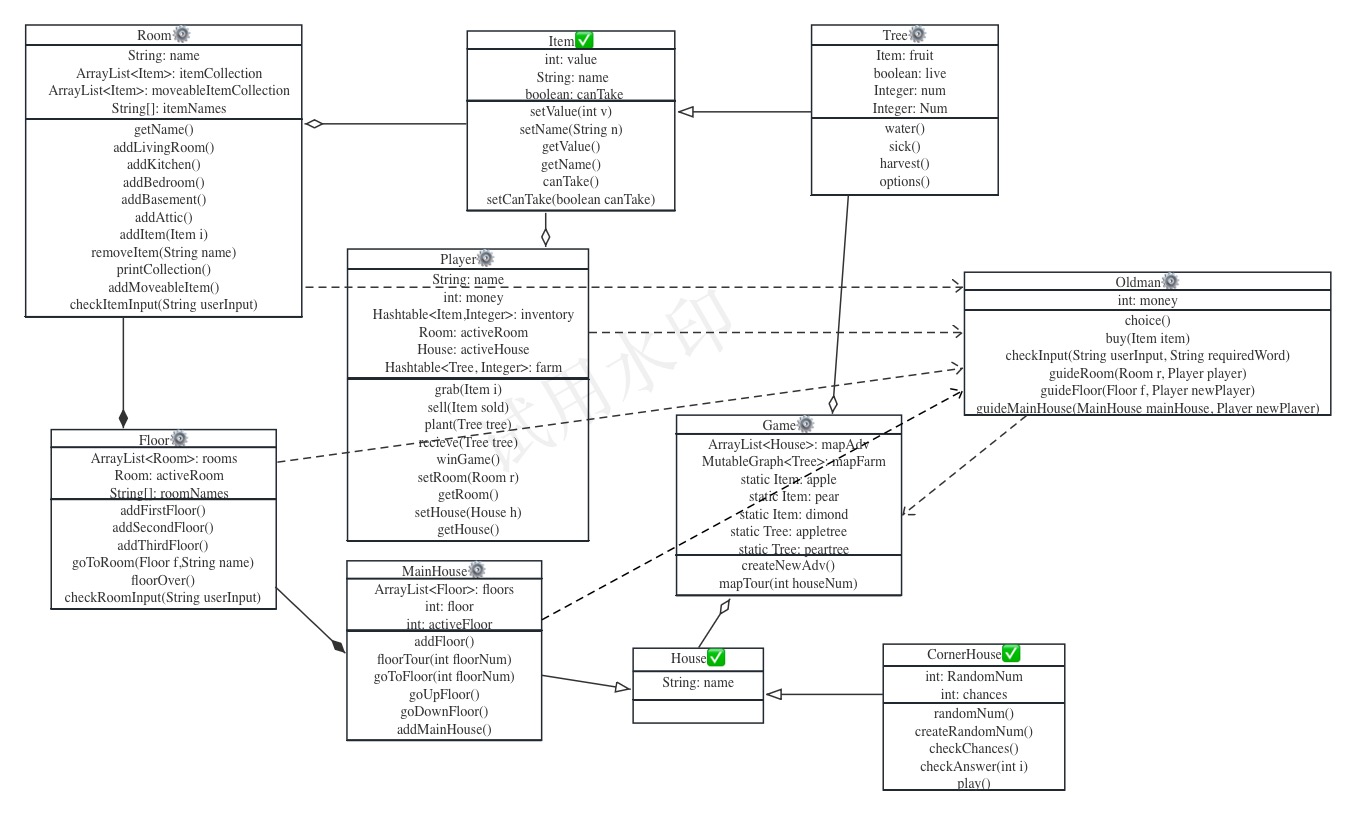 Room
String: name
ArrayList<Item>: itemCollection
ArrayList<Item>: moveableItemCollection
String[]: itemNames
getName()
addLivingRoom()
addKitchen()
addBedroom()
addBasement()
addAttic()
addItem(Item i)
removeItem(String name)
printCollection()
addMoveableItem()
checkItemInput(String userInput)
Item✅
int: value
String: name
boolean: canTake
setValue(int v)
setName(String n)
getValue()
getName()
canTake()
setCanTake(boolean canTake)
Tree
Item: fruit
boolean: live
Integer: num
Integer: Num
water()
sick()
harvest()
options()
Player
String: name
int: money
Hashtable<Item,Integer>: inventory
Room: activeRoom
House: activeHouse
Hashtable<Tree, Integer>: farm
grab(Item i)
sell(Item sold)
plant(Tree tree)
recieve(Tree tree)
winGame()
setRoom(Room r)
getRoom()
setHouse(House h)
getHouse()
Oldman
int: money
choice()
buy(Item item)
checkInput(String userInput, String requiredWord)
guideRoom(Room r, Player player)
guideFloor(Floor f, Player newPlayer)
guideMainHouse(MainHouse mainHouse, Player newPlayer)
Floor
ArrayList<Room>: rooms
Room: activeRoom
String[]: roomNames
addFirstFloor()
addSecondFloor()
addThirdFloor()
goToRoom(Floor f,String name)
floorOver()
checkRoomInput(String userInput)
Game
ArrayList<House>: mapAdv
MutableGraph<Tree>: mapFarm
static Item: apple
static Item: pear
static Item: dimond
static Tree: appletree
static Tree: peartree
createNewAdv()
mapTour(int houseNum)
MainHouse
ArrayList<Floor>: floors
int: floor
int: activeFloor
addFloor()
floorTour(int floorNum)
goToFloor(int floorNum)
goUpFloor()
goDownFloor()
addMainHouse()
House✅
String: name
CornerHouse✅
int: RandomNum
int: chances
randomNum()
createRandomNum()
checkChances()
checkAnswer(int i)
play()
试用水印